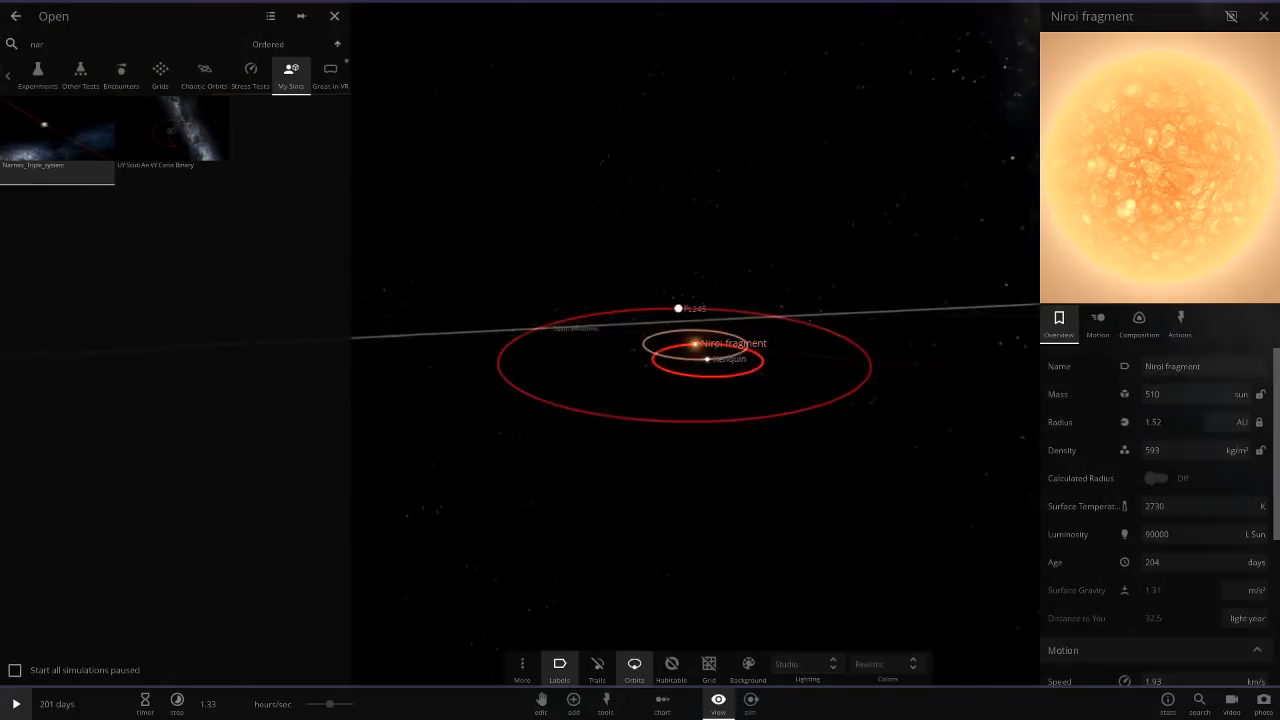 Open
nar
Ordered
Experiments
Other Tests
Encounters
Grids
Chaotic Orbits
Stress Tests
My Sims
Great in VR
Narnex_Triple_system
UY Scuti An VY Canis Binary
Start all simulations paused
PL245
Niroi fragment
More
Labels
Trails
Orbits
Habitable
Grid
Background
Studio
Lighting
Realistic
Colors
201 days
timer
step
1.33
hours/sec
edit
add
tools
chart
view
sim
stats
search
video
photo
Niroi fragment
Overview
Motion
Composition
Actions
Name Niroi fragment
Mass 510 sun
Radius 1.52 AU
Density 593 kg/m³
Calculated Radius Off
Surface Temperat... 2730 K
Luminosity 90000 L Sun
Age 204 days
Surface Gravity 1.31 m/s²
Distance to You 32.5 light year
Motion
Speed 1.93 km/s